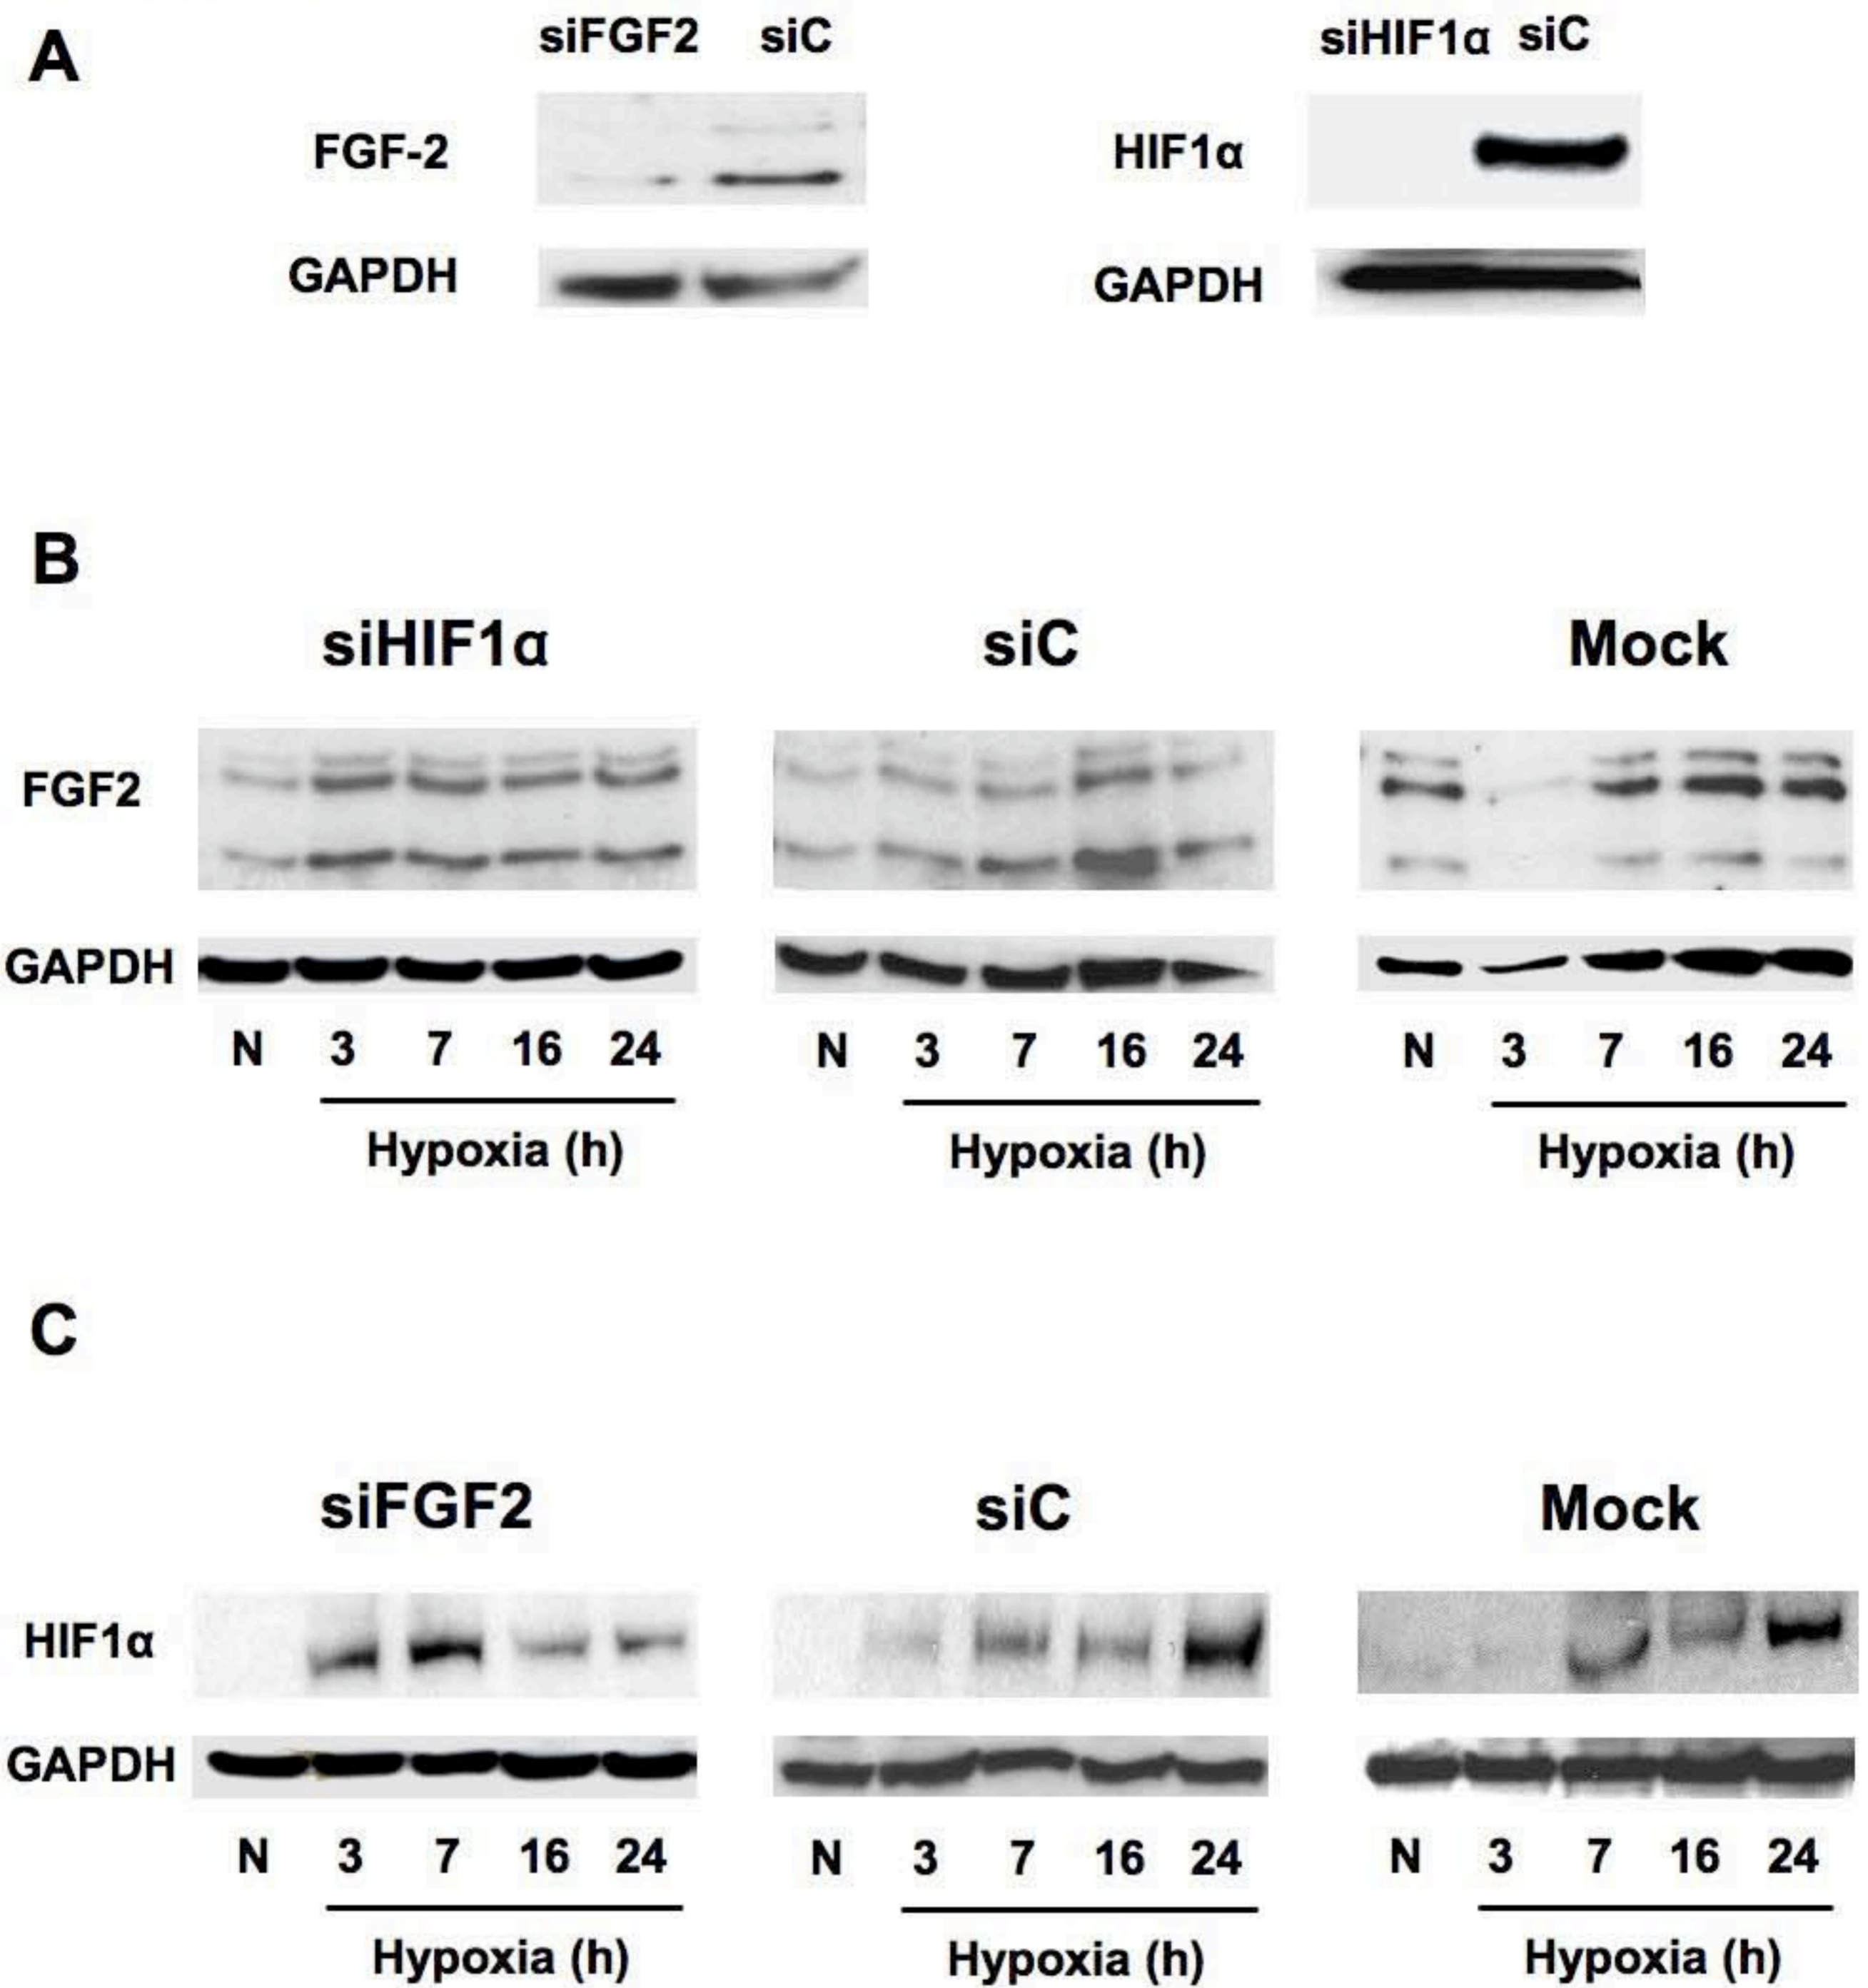 A
siFGF2 siC
siHIF1α siC
FGF-2
HIF1α
GAPDH
GAPDH
B
siHIF1α
siC
Mock
FGF2
GAPDH
N 3 7 16 24
N 3 7 16 24
N 3 7 16 24
Hypoxia (h)
Hypoxia (h)
Hypoxia (h)
C
siFGF2
siC
Mock
HIF1α
GAPDH
N 3 7 16 24
N 3 7 16 24
N 3 7 16 24
Hypoxia (h)
Hypoxia (h)
Hypoxia (h)